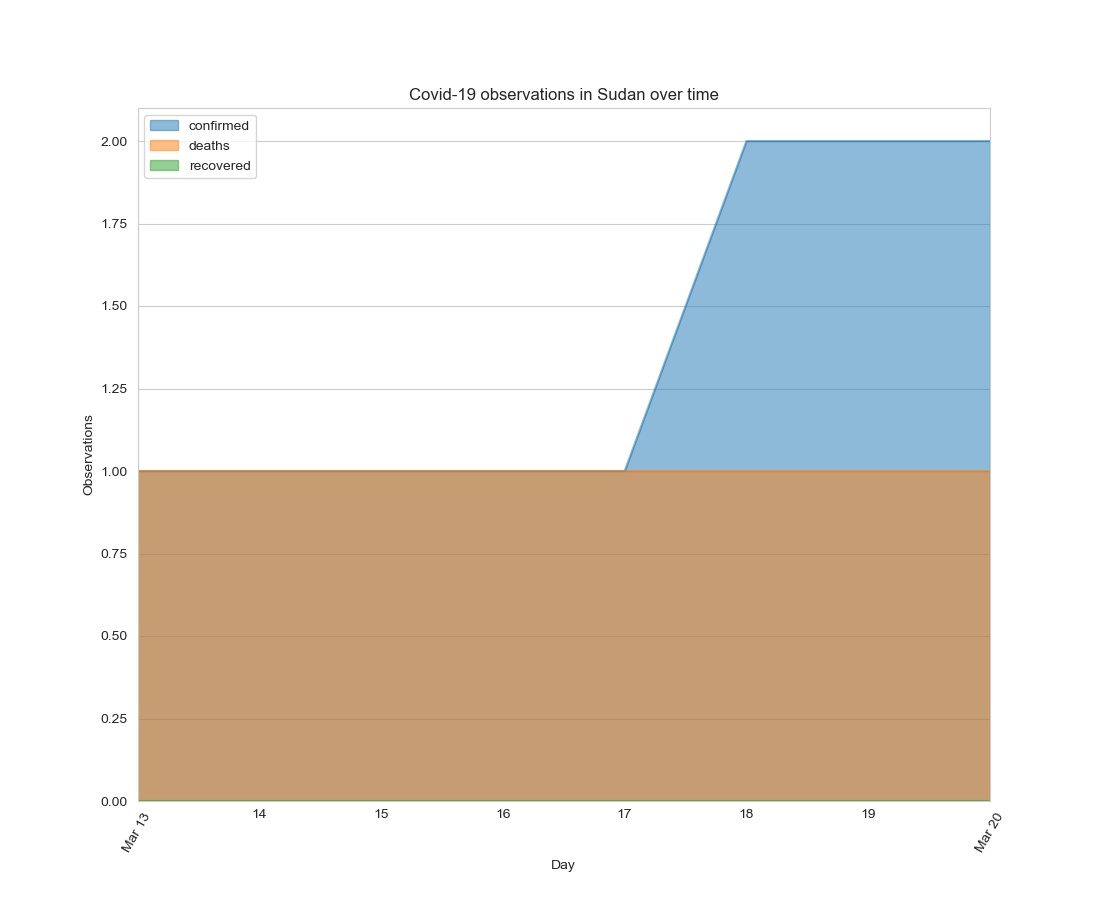 Covid-19 observations in Sudan over time
confirmed
deaths
recovered
2.00
1.75
1.50
1.25
1.00
0.75
0.50
0.25
0.00
Observations
Mar 13 14 15 16 17 18 19 Mar 20
Day